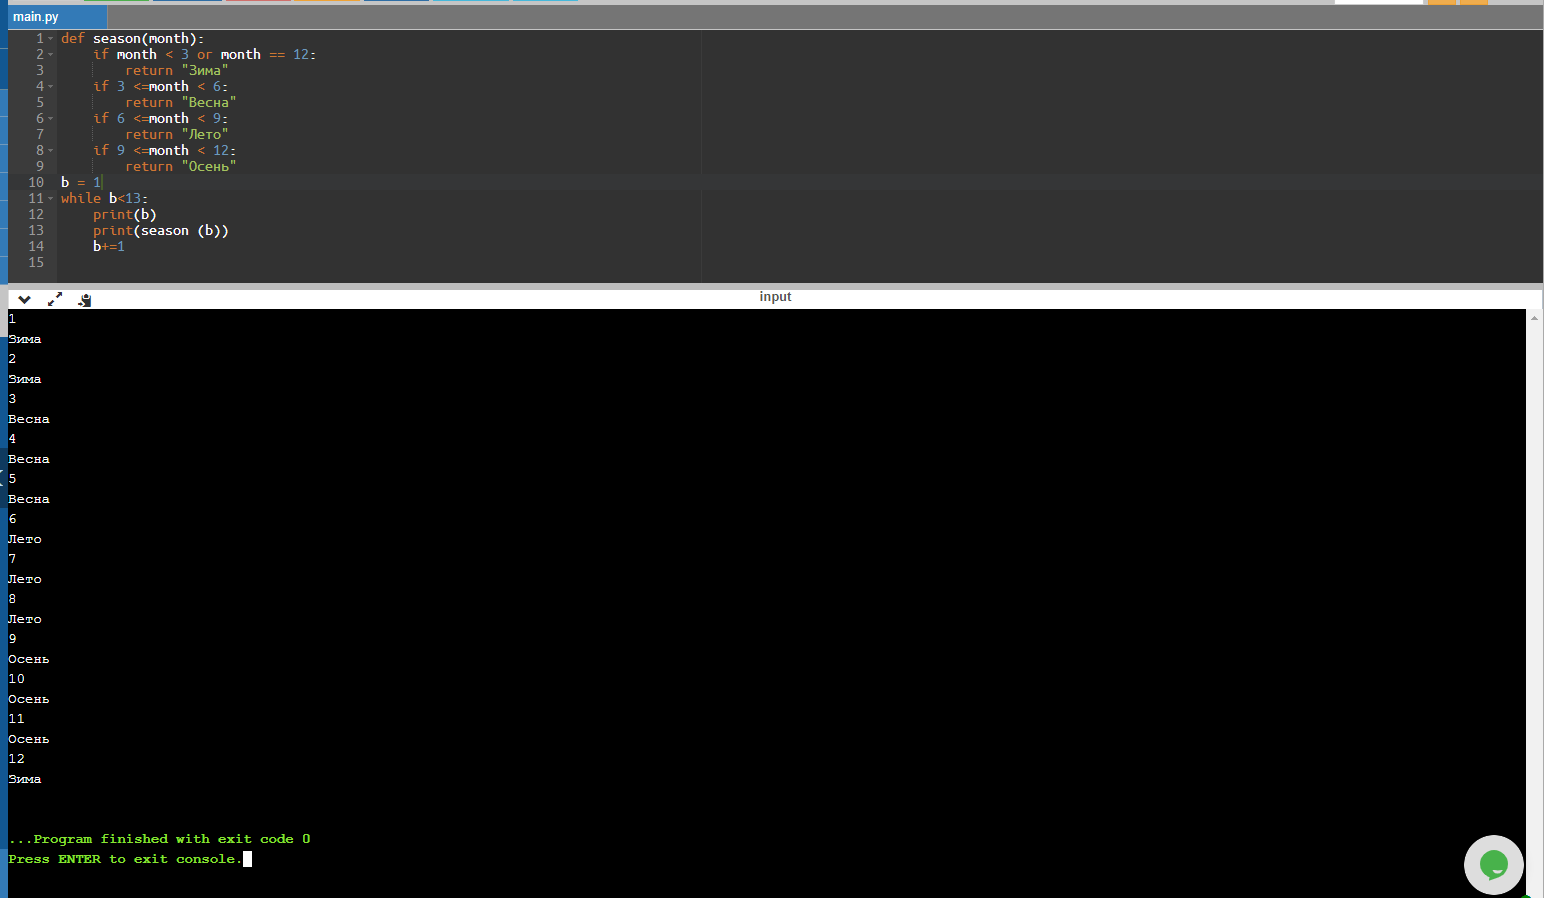 main.py
1 def season(month):
2     if month < 3 or month == 12:
3         return "Зима"
4     if 3 <=month < 6:
5         return "Весна"
6     if 6 <=month < 9:
7         return "Лето"
8     if 9 <=month < 12:
9         return "Осень"
10 b = 1
11 while b<13:
12     print(b)
13     print(season (b))
14     b+=1
15
input
1
Зима
2
Зима
3
Весна
4
Весна
5
Весна
6
Лето
7
Лето
8
Лето
9
Осень
10
Осень
11
Осень
12
Зима
...Program finished with exit code 0
Press ENTER to exit console.